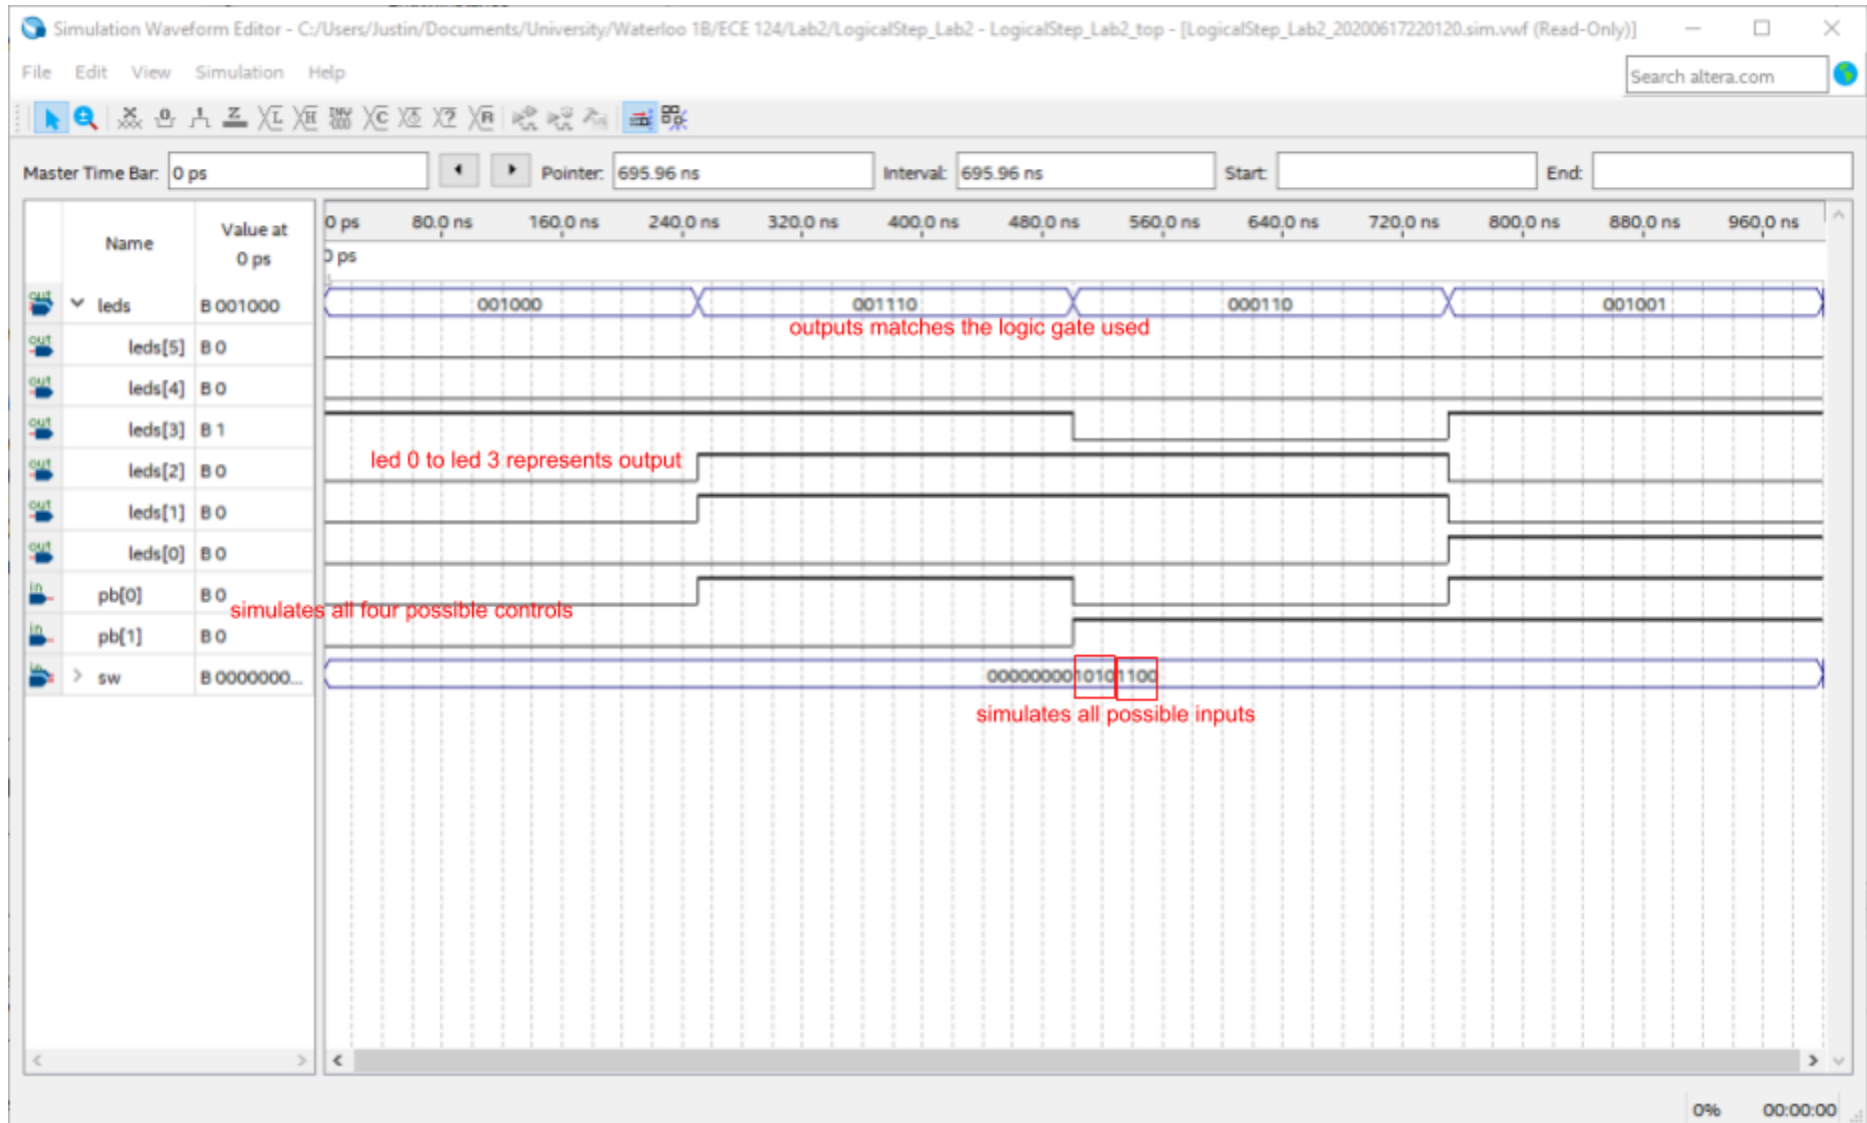 Simulation Waveform Editor - C:/Users/Justin/Documents/University/Waterloo 1B/ECE 124/Lab2/LogicalStep_Lab2 - LogicalStep_Lab2_top - [LogicalStep_Lab2_20200617220120.sim.vwf (Read-Only)]
File Edit View Simulation Help
Search altera.com
Master Time Bar: 0 ps Pointer: 695.96 ns Interval: 695.96 ns Start: End:
Name Value at 0 ps
0 ps 80.0 ns 160.0 ns 240.0 ns 320.0 ns 400.0 ns 480.0 ns 560.0 ns 640.0 ns 720.0 ns 800.0 ns 880.0 ns 960.0 ns
0 ps
leds B 001000 001000 001110 000110 001001
outputs matches the logic gate used
leds[5] B 0
leds[4] B 0
leds[3] B 1
led 0 to led 3 represents output
leds[2] B 0
leds[1] B 0
leds[0] B 0
pb[0] B 0
simulates all four possible controls
pb[1] B 0
sw B 0000000... 0000000010101100
simulates all possible inputs
0% 00:00:00